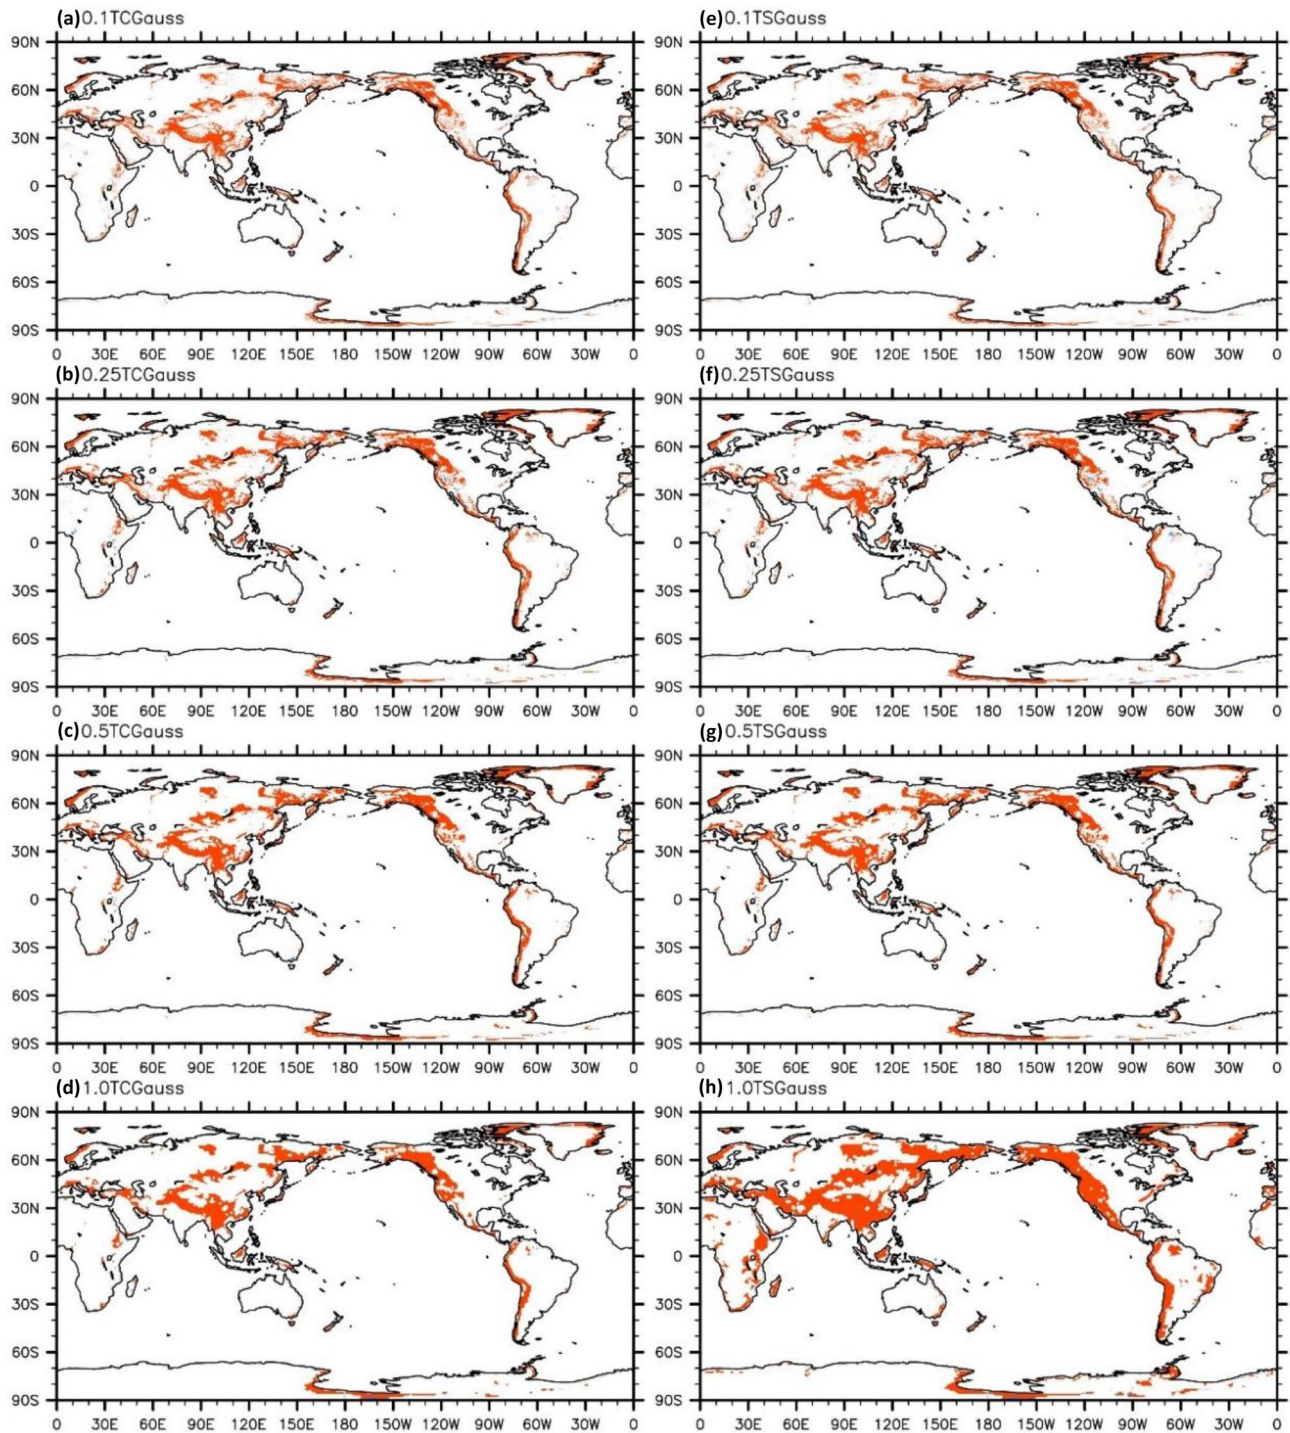 (a) 0.1TCGauss
90N
60N
30N
0
30S
60S
90S
0 30E 60E 90E 120E 150E 180 150W 120W 90W 60W 30W 0
(e) 0.1TSGauss
90N
60N
30N
0
30S
60S
90S
0 30E 60E 90E 120E 150E 180 150W 120W 90W 60W 30W 0
(b) 0.25TCGauss
90N
60N
30N
0
30S
60S
90S
0 30E 60E 90E 120E 150E 180 150W 120W 90W 60W 30W 0
(f) 0.25TSGauss
90N
60N
30N
0
30S
60S
90S
0 30E 60E 90E 120E 150E 180 150W 120W 90W 60W 30W 0
(c) 0.5TCGauss
90N
60N
30N
0
30S
60S
90S
0 30E 60E 90E 120E 150E 180 150W 120W 90W 60W 30W 0
(g) 0.5TSGauss
90N
60N
30N
0
30S
60S
90S
0 30E 60E 90E 120E 150E 180 150W 120W 90W 60W 30W 0
(d) 1.0TCGauss
90N
60N
30N
0
30S
60S
90S
0 30E 60E 90E 120E 150E 180 150W 120W 90W 60W 30W 0
(h) 1.0TSGauss
90N
60N
30N
0
30S
60S
90S
0 30E 60E 90E 120E 150E 180 150W 120W 90W 60W 30W 0